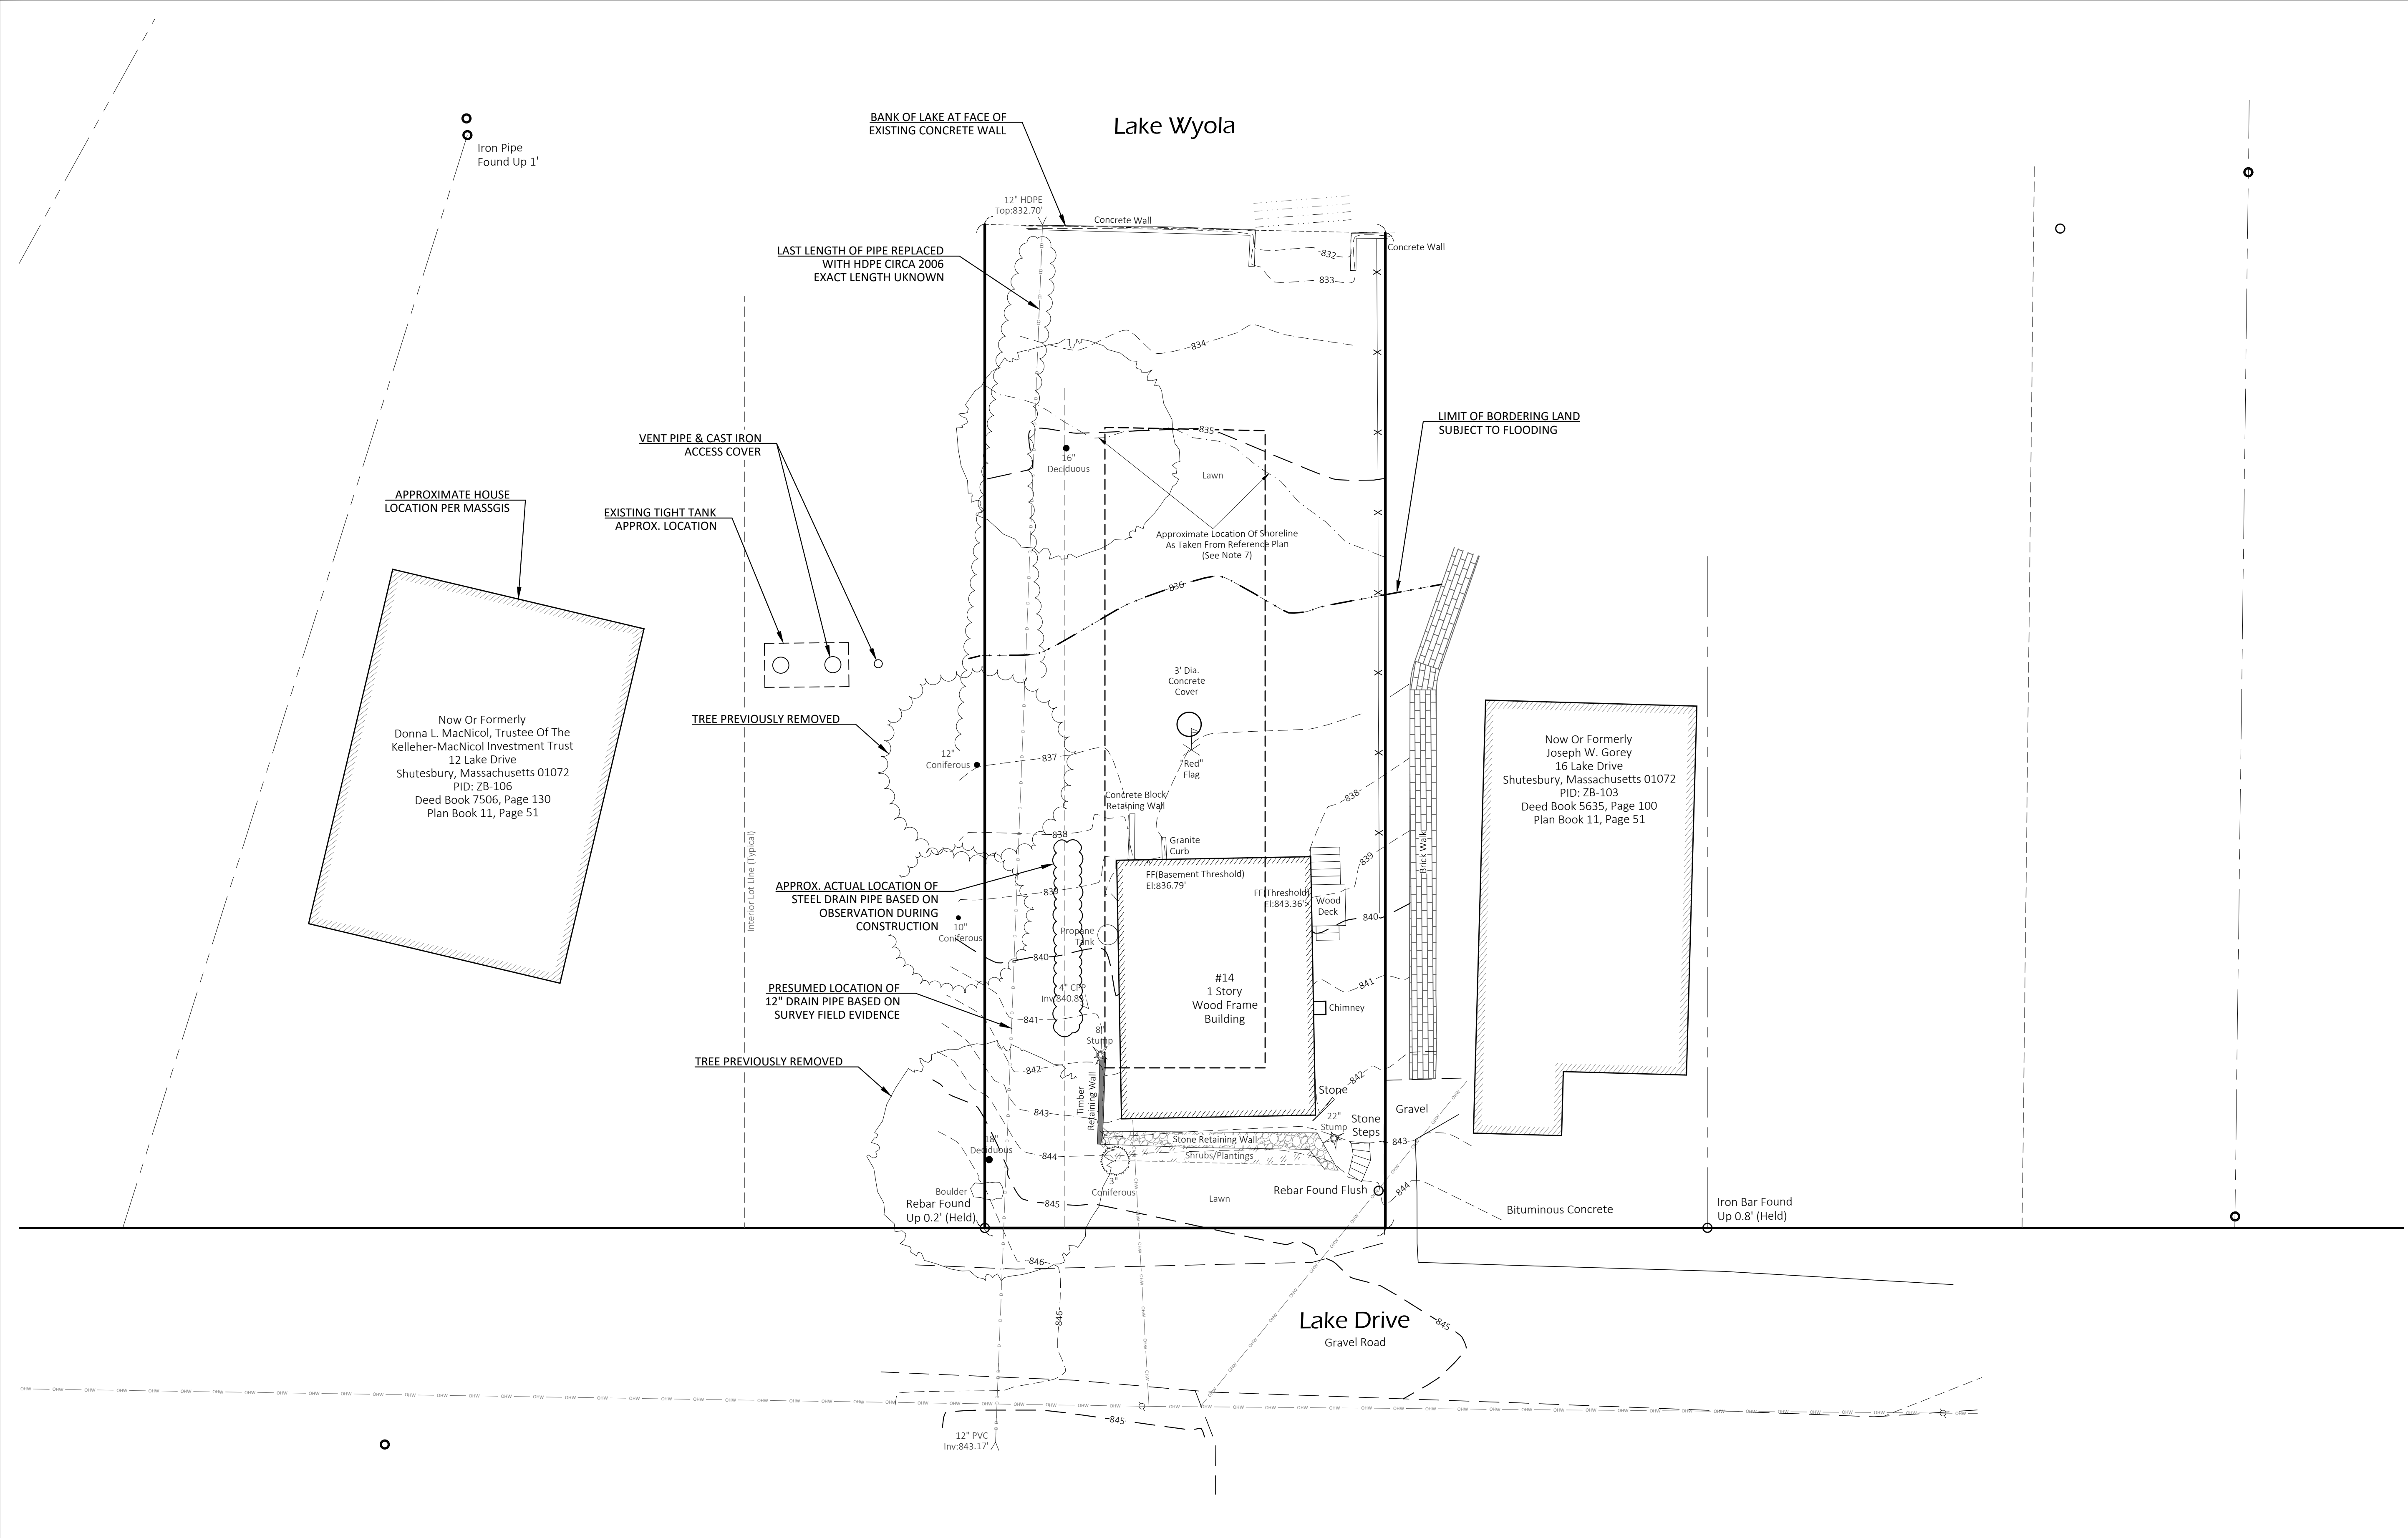 BANK OF LAKE AT FACE OF
EXISTING CONCRETE WALL
Lake Wyola
Iron Pipe
Found Up 1'
12" HDPE
Top:832.70'
Concrete Wall
Concrete Wall
LAST LENGTH OF PIPE REPLACED
WITH HDPE CIRCA 2006
EXACT LENGTH UKNOWN
832
833
834
LIMIT OF BORDERING LAND
SUBJECT TO FLOODING
835
VENT PIPE & CAST IRON
ACCESS COVER
16"
Deciduous
Lawn
APPROXIMATE HOUSE
LOCATION PER MASSGIS
EXISTING TIGHT TANK
APPROX. LOCATION
Approximate Location Of Shoreline
As Taken From Reference Plan
(See Note 7)
836
3' Dia.
Concrete
Cover
TREE PREVIOUSLY REMOVED
Now Or Formerly
Donna L. MacNicol, Trustee Of The
Kelleher-MacNicol Investment Trust
12 Lake Drive
Shutesbury, Massachusetts 01072
PID: ZB-106
Deed Book 7506, Page 130
Plan Book 11, Page 51
Now Or Formerly
Joseph W. Gorey
16 Lake Drive
Shutesbury, Massachusetts 01072
PID: ZB-103
Deed Book 5635, Page 100
Plan Book 11, Page 51
12"
Coniferous
837
"Red"
Flag
Concrete Block
Retaining Wall
838
838
Granite
Curb
Interior Lot Line (Typical)
Brick Walk
839
FF(Basement Threshold)
El:836.79'
APPROX. ACTUAL LOCATION OF
STEEL DRAIN PIPE BASED ON
OBSERVATION DURING
CONSTRUCTION
839
FF(Threshold)
El:843.36'
Wood
Deck
840
10"
Coniferous
Propane
Tank
840
#14
1 Story
Wood Frame
Building
841
PRESUMED LOCATION OF
12" DRAIN PIPE BASED ON
SURVEY FIELD EVIDENCE
4" CPP
Chimney
841
8"
Stump
TREE PREVIOUSLY REMOVED
842
842
Timber
Retaining Wall
Stone
Gravel
843
22"
Stump
Stone
Steps
18"
Deciduous
Stone Retaining Wall
843
844
Shrubs/Plantings
3"
Coniferous
Boulder
Rebar Found
Up 0.2' (Held)
845
Lawn
Rebar Found Flush
844
Bituminous Concrete
Iron Bar Found
Up 0.8' (Held)
846
846
Lake Drive
Gravel Road
845
OHW
845
12" PVC
Inv:843.17'